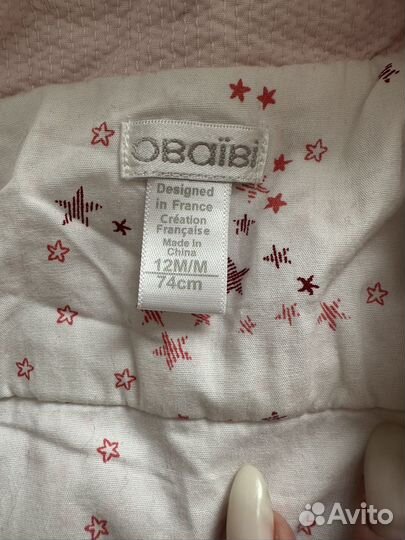 OBAÏBI
Designed
in France
Création
Française
Made in
China
12M/M
74cm
Avito